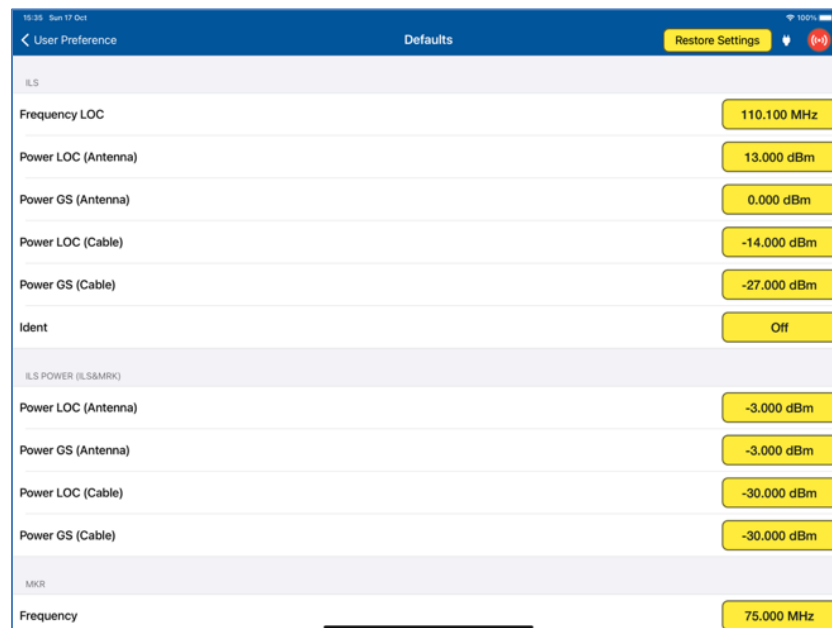 15:35 Sun 17 Oct
100%
User Preference
Defaults
Restore Settings
ILS
Frequency LOC
110.100 MHz
Power LOC (Antenna)
13.000 dBm
Power GS (Antenna)
0.000 dBm
Power LOC (Cable)
-14.000 dBm
Power GS (Cable)
-27.000 dBm
Ident
Off
ILS POWER (ILS&MRK)
Power LOC (Antenna)
-3.000 dBm
Power GS (Antenna)
-3.000 dBm
Power LOC (Cable)
-30.000 dBm
Power GS (Cable)
-30.000 dBm
MKR
Frequency
75.000 MHz